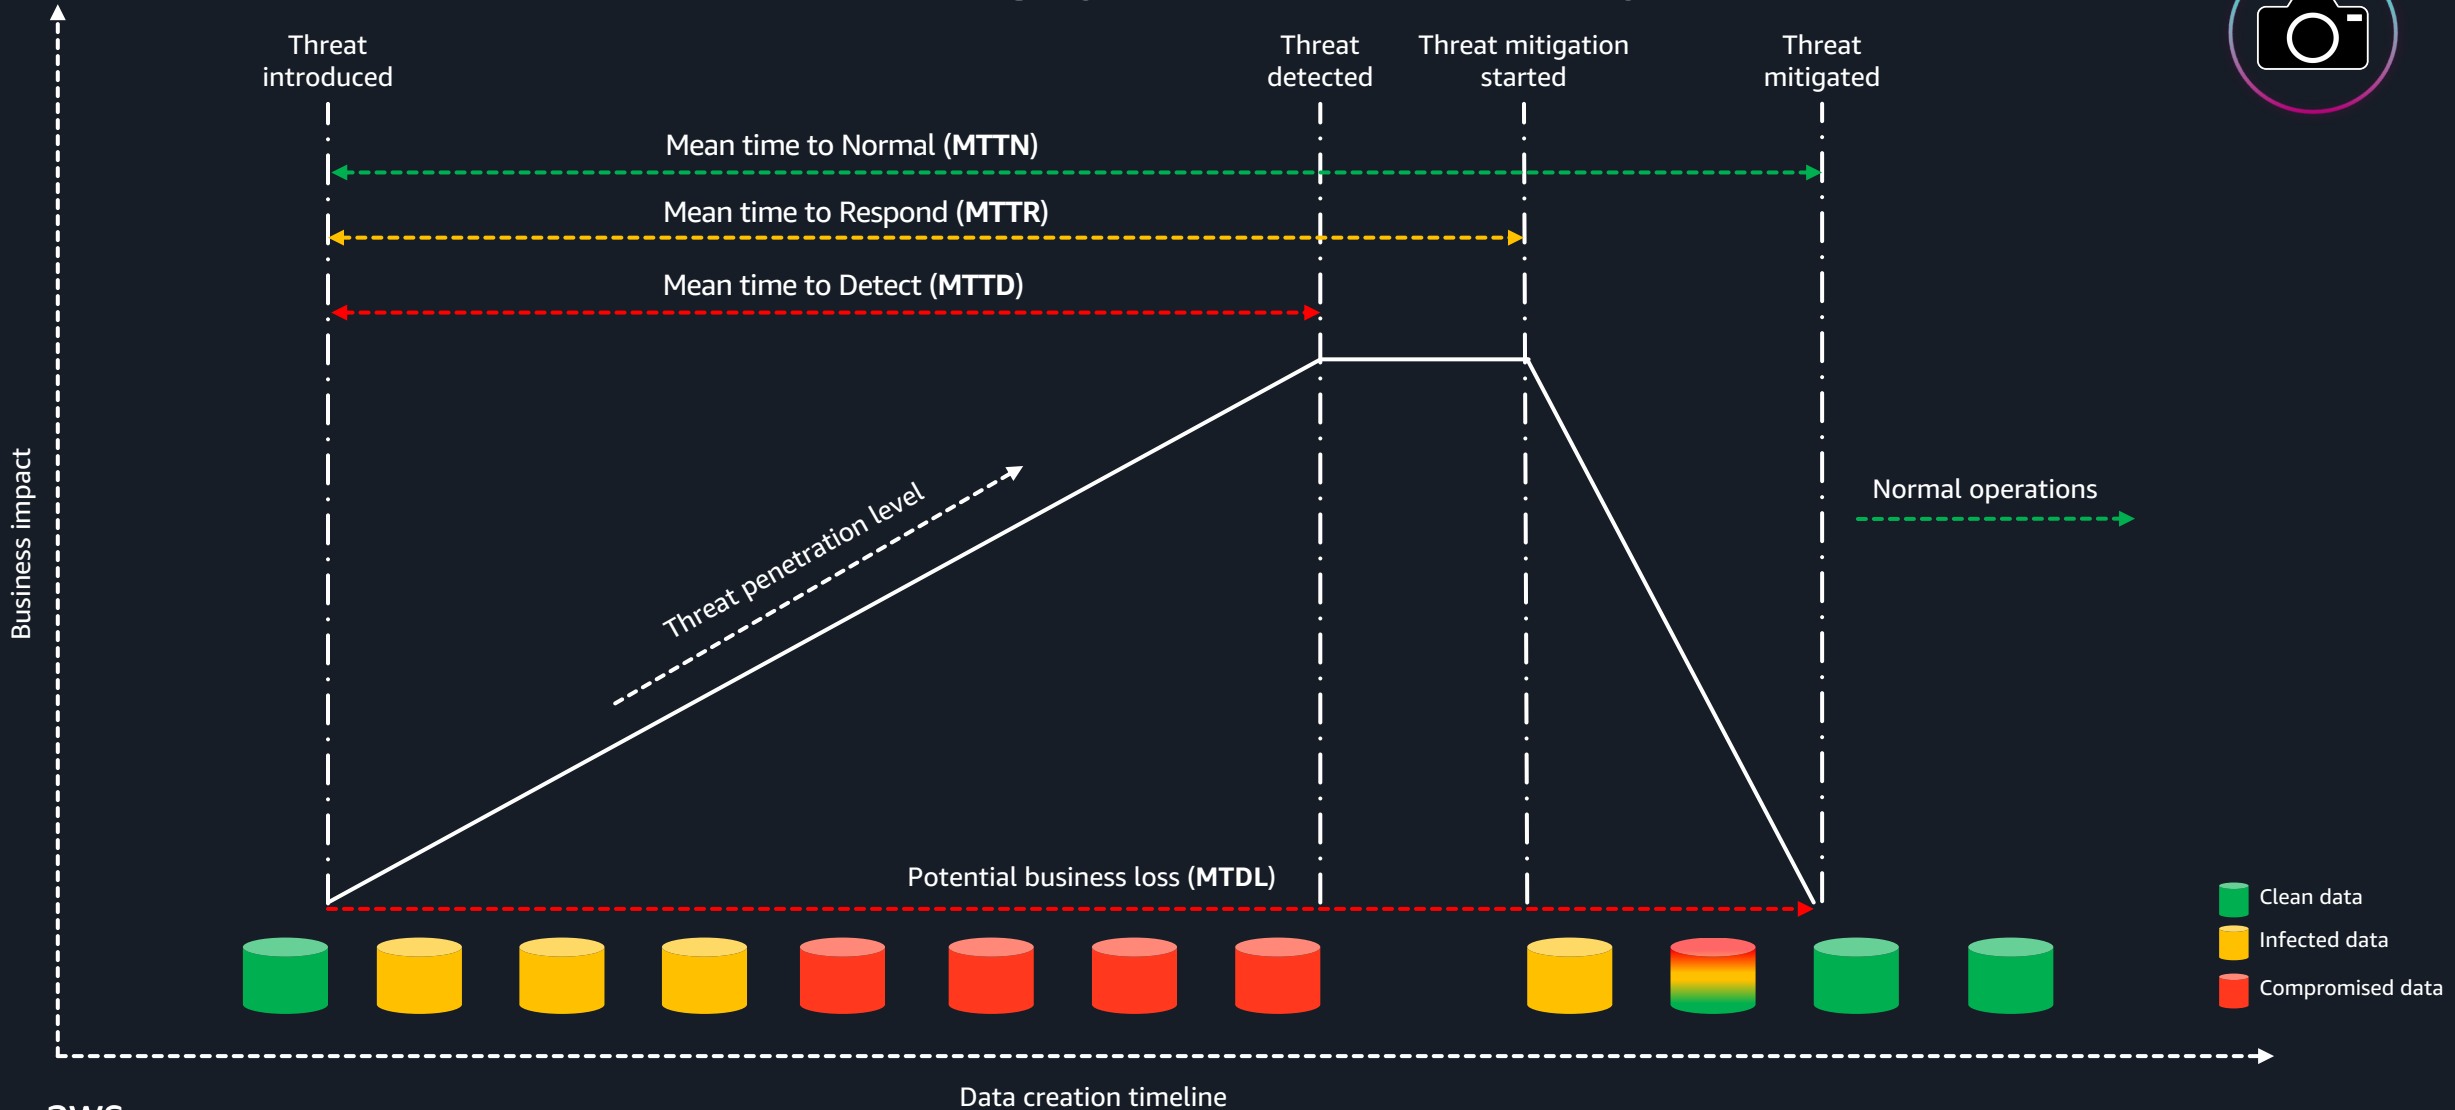 Threat
introduced
Threat
detected
Threat mitigation
started
Threat
mitigated
Mean time to Normal (MTTN)
Mean time to Respond (MTTR)
Mean time to Detect (MTTD)
Business impact
Threat penetration level
Normal operations
Potential business loss (MTDL)
Clean data
Infected data
Compromised data
Data creation timeline
aws